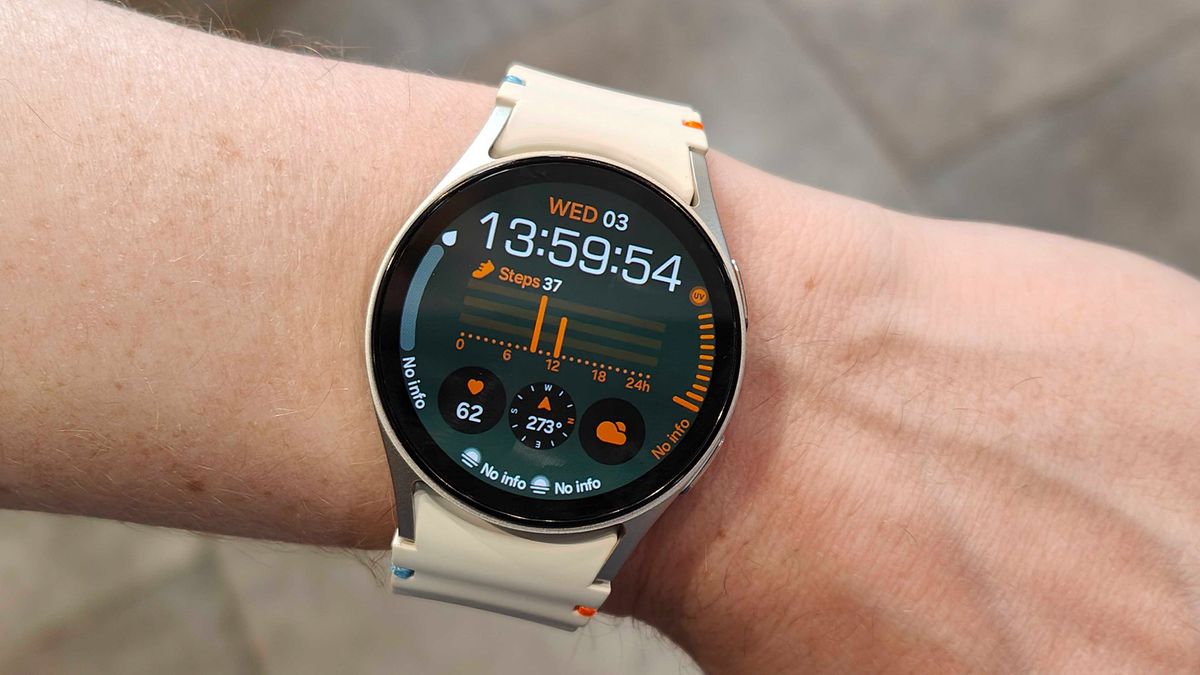 WED 03
13:59:54
Steps 37
UV
0 6 12 18 24h
No info
62
W
S N
273°
E
No info
No info
No info